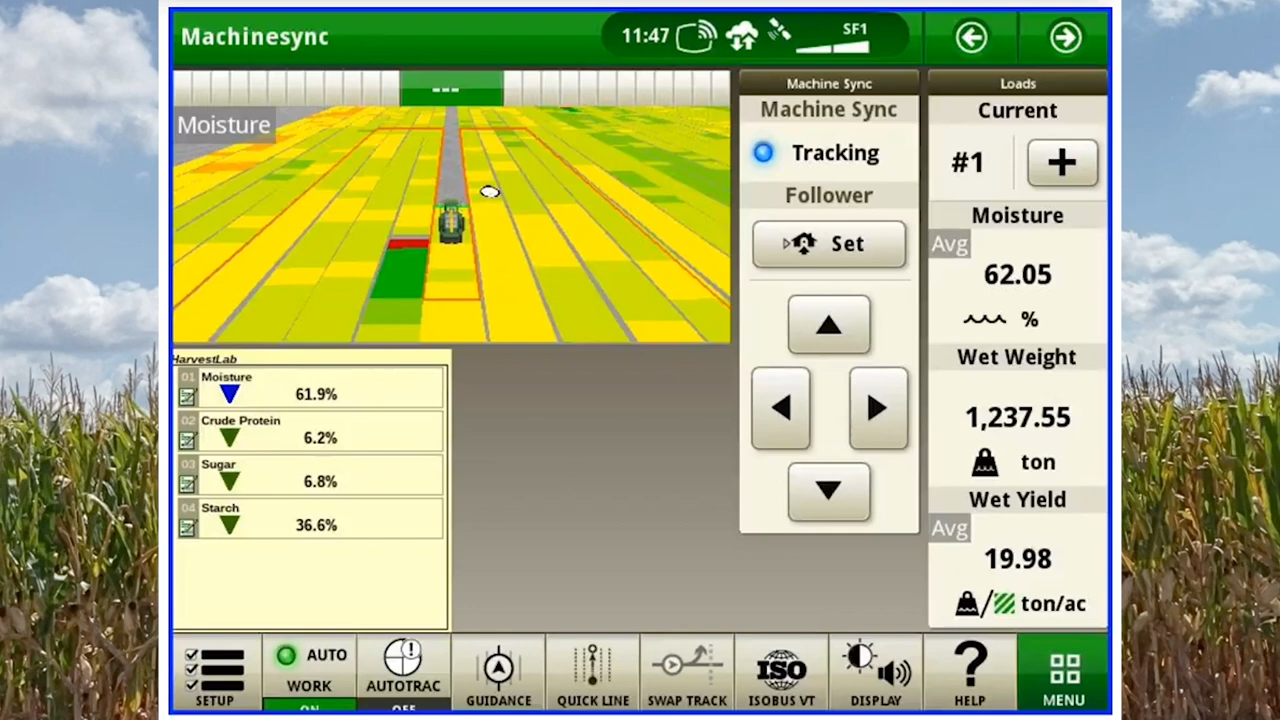 Machinesync
11:47
SF1
---
Moisture
Machine Sync
Machine Sync
Tracking
Follower
Set
Loads
Current
#1
+
Moisture
Avg
62.05
%
Wet Weight
1,237.55
ton
Wet Yield
Avg
19.98
/ ton/ac
HarvestLab
01 Moisture
61.9%
02 Crude Protein
6.2%
03 Sugar
6.8%
04 Starch
36.6%
SETUP
AUTO
WORK
ON
!
AUTOTRAC
OFF
GUIDANCE
QUICK LINE
SWAP TRACK
ISO
ISOBUS VT
DISPLAY
?
HELP
MENU